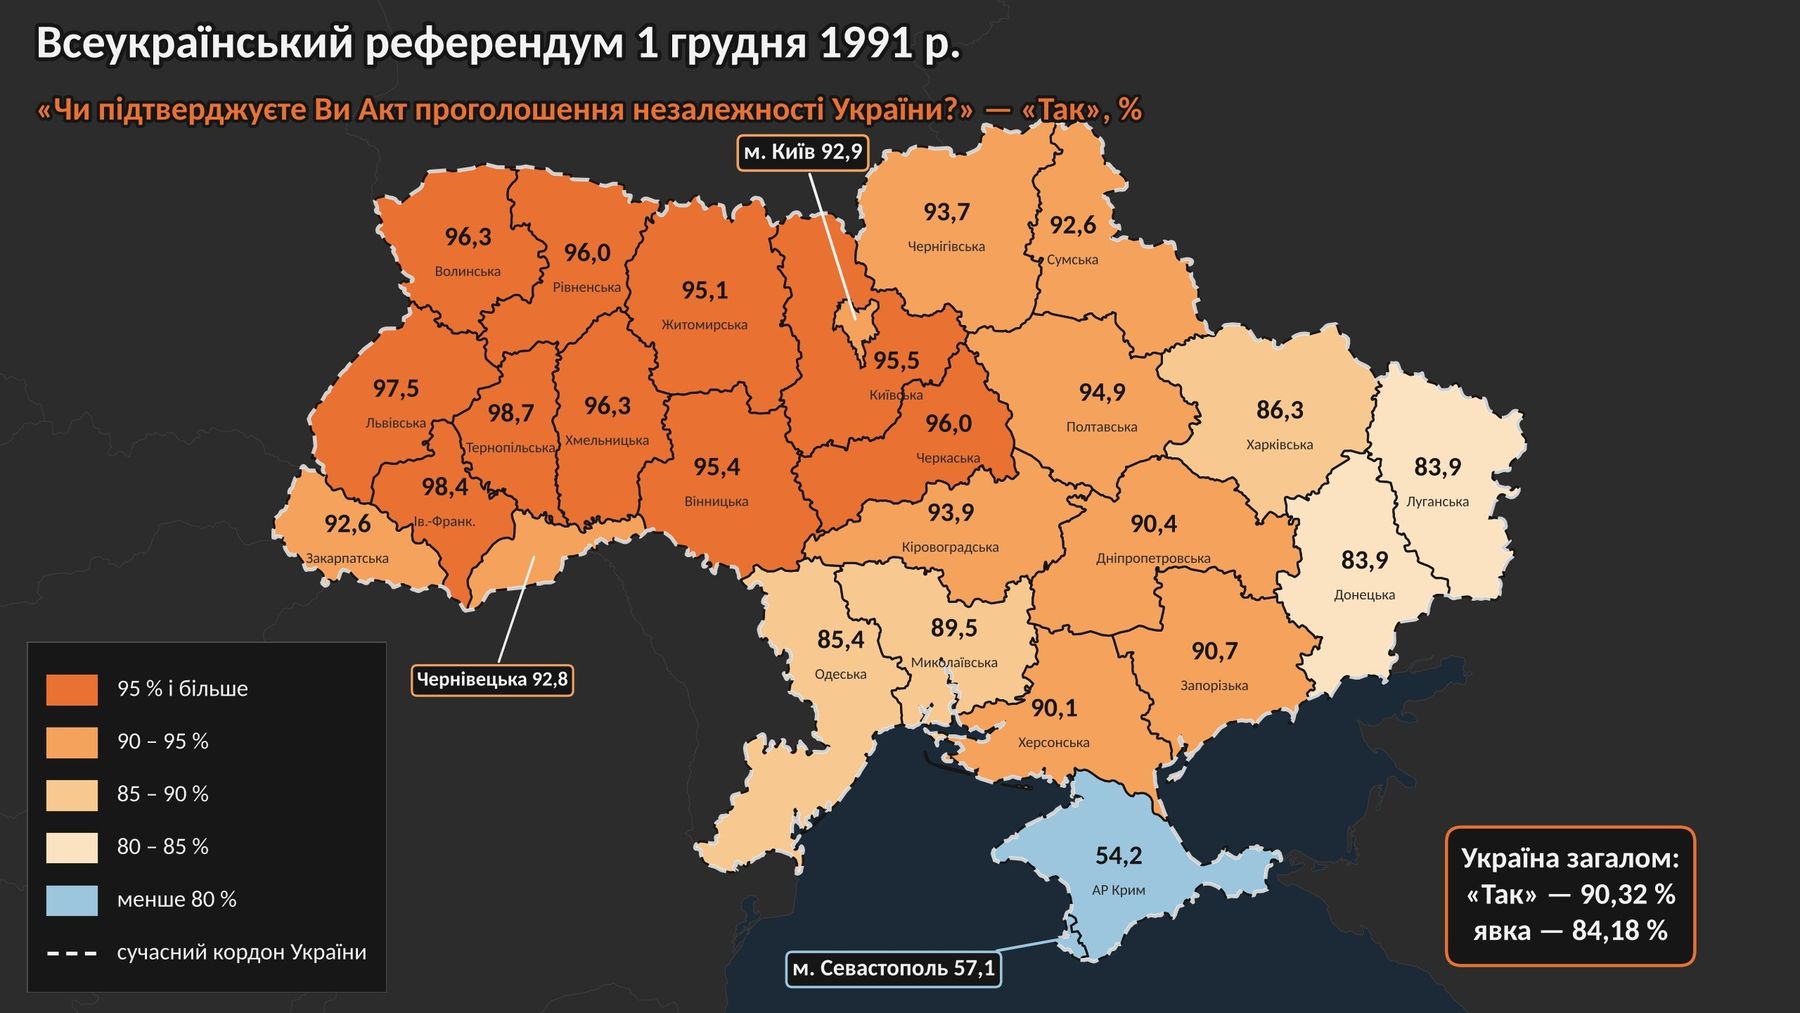 Всеукраїнський референдум 1 грудня 1991 р.
«Чи підтверджуєте Ви Акт проголошення незалежності України?» — «Так», %
м. Київ 92,9
93,7
Чернігівська
92,6
Сумська
96,3
Волинська
96,0
Рівненська
95,1
Житомирська
95,5
Київська
97,5
Львівська
98,7
Тернопільська
96,3
Хмельницька
96,0
Черкаська
94,9
Полтавська
86,3
Харківська
83,9
Луганська
95,4
Вінницька
98,4
Ів.-Франк.
92,6
Закарпатська
93,9
Кіровоградська
90,4
Дніпропетровська
83,9
Донецька
85,4
Одеська
89,5
Миколаївська
90,7
Запорізька
Чернівецька 92,8
90,1
Херсонська
54,2
АР Крим
м. Севастополь 57,1
95 % і більше
90 – 95 %
85 – 90 %
80 – 85 %
менше 80 %
сучасний кордон України
Україна загалом:
«Так» — 90,32 %
явка — 84,18 %